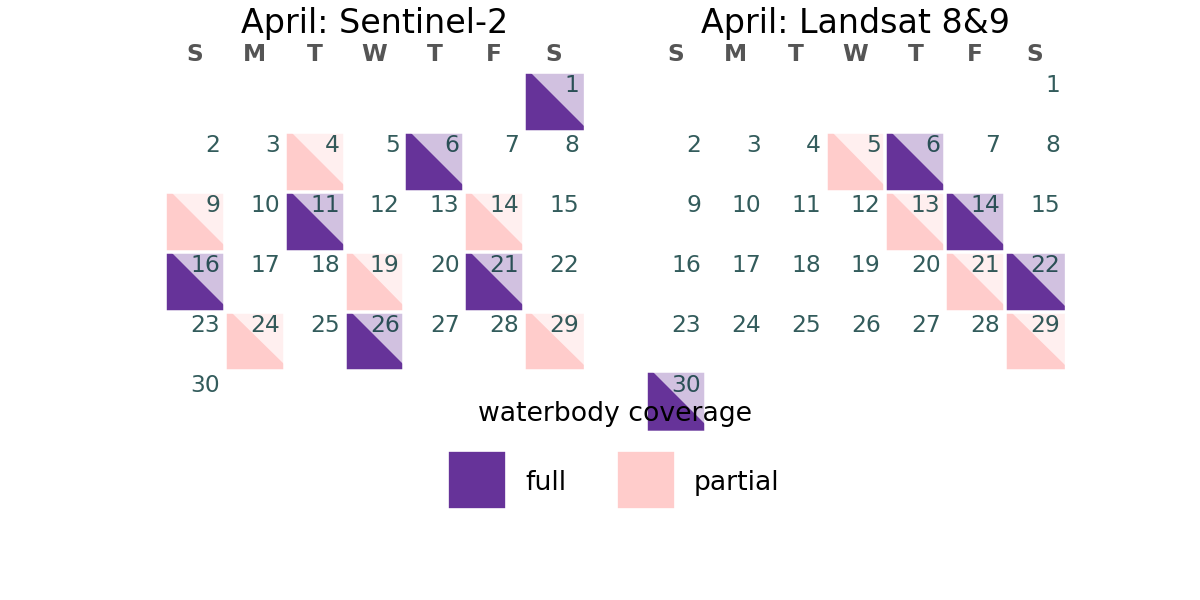 April: Sentinel-2
S M T W T F S
1
2 3 4 5 6 7 8
9 10 11 12 13 14 15
16 17 18 19 20 21 22
23 24 25 26 27 28 29
30
April: Landsat 8&9
S M T W T F S
1
2 3 4 5 6 7 8
9 10 11 12 13 14 15
16 17 18 19 20 21 22
23 24 25 26 27 28 29
30
waterbody coverage
full partial